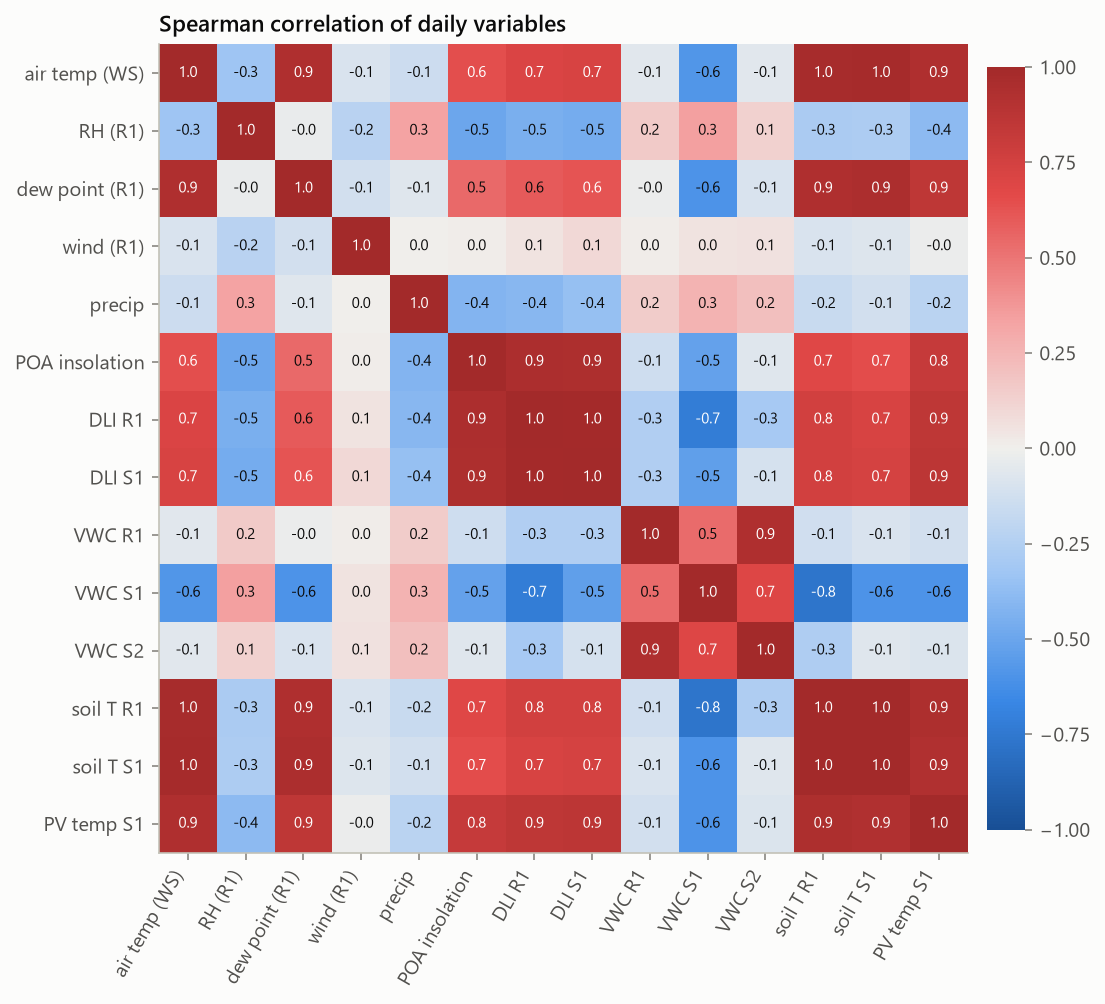 Spearman correlation of daily variables
air temp (WS) 1.0 -0.3 0.9 -0.1 -0.1 0.6 0.7 0.7 -0.1 -0.6 -0.1 1.0 1.0 0.9
RH (R1) -0.3 1.0 -0.0 -0.2 0.3 -0.5 -0.5 -0.5 0.2 0.3 0.1 -0.3 -0.3 -0.4
dew point (R1) 0.9 -0.0 1.0 -0.1 -0.1 0.5 0.6 0.6 -0.0 -0.6 -0.1 0.9 0.9 0.9
wind (R1) -0.1 -0.2 -0.1 1.0 0.0 0.0 0.1 0.1 0.0 0.0 0.1 -0.1 -0.1 -0.0
precip -0.1 0.3 -0.1 0.0 1.0 -0.4 -0.4 -0.4 0.2 0.3 0.2 -0.2 -0.1 -0.2
POA insolation 0.6 -0.5 0.5 0.0 -0.4 1.0 0.9 0.9 -0.1 -0.5 -0.1 0.7 0.7 0.8
DLI R1 0.7 -0.5 0.6 0.1 -0.4 0.9 1.0 1.0 -0.3 -0.7 -0.3 0.8 0.7 0.9
DLI S1 0.7 -0.5 0.6 0.1 -0.4 0.9 1.0 1.0 -0.3 -0.5 -0.1 0.8 0.7 0.9
VWC R1 -0.1 0.2 -0.0 0.0 0.2 -0.1 -0.3 -0.3 1.0 0.5 0.9 -0.1 -0.1 -0.1
VWC S1 -0.6 0.3 -0.6 0.0 0.3 -0.5 -0.7 -0.5 0.5 1.0 0.7 -0.8 -0.6 -0.6
VWC S2 -0.1 0.1 -0.1 0.1 0.2 -0.1 -0.3 -0.1 0.9 0.7 1.0 -0.3 -0.1 -0.1
soil T R1 1.0 -0.3 0.9 -0.1 -0.2 0.7 0.8 0.8 -0.1 -0.8 -0.3 1.0 1.0 0.9
soil T S1 1.0 -0.3 0.9 -0.1 -0.1 0.7 0.7 0.7 -0.1 -0.6 -0.1 1.0 1.0 0.9
PV temp S1 0.9 -0.4 0.9 -0.0 -0.2 0.8 0.9 0.9 -0.1 -0.6 -0.1 0.9 0.9 1.0
air temp (WS)
RH (R1)
dew point (R1)
wind (R1)
precip
POA insolation
DLI R1
DLI S1
VWC R1
VWC S1
VWC S2
soil T R1
soil T S1
PV temp S1
1.00
0.75
0.50
0.25
0.00
−0.25
−0.50
−0.75
−1.00